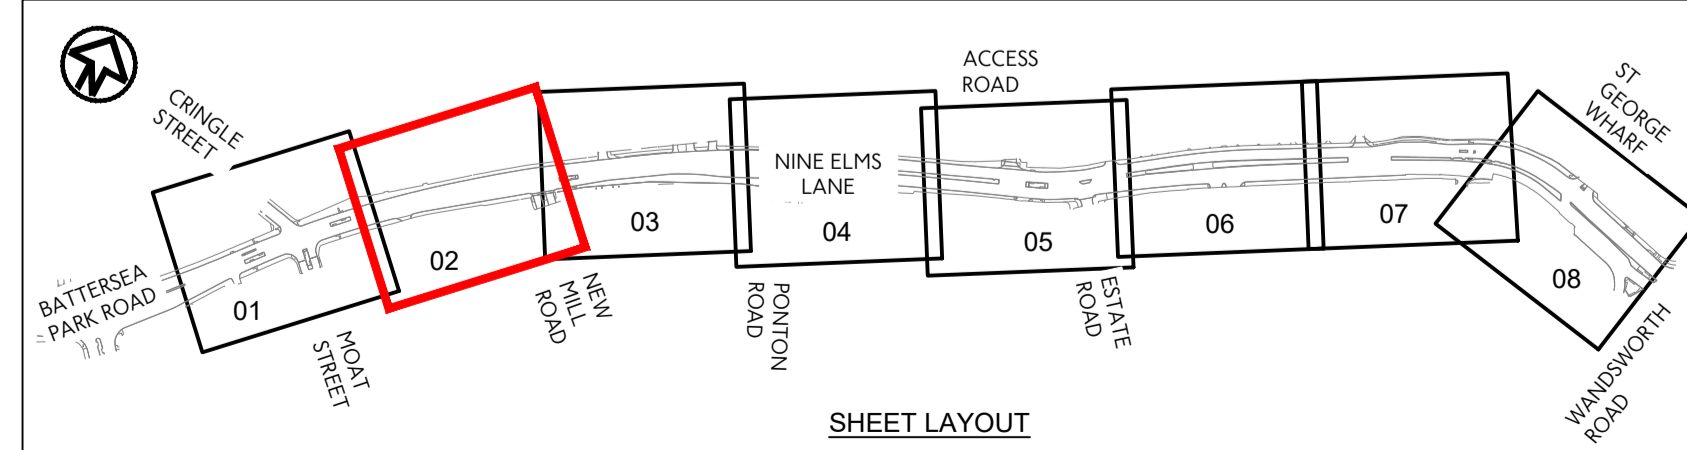 N
CRINGLE
STREET
ACCESS
ROAD
ST
GEORGE
WHARF
NINE ELMS
LANE
BATTERSEA
PARK ROAD
01
02
03
04
05
06
07
08
MOAT
STREET
NEW
MILL
ROAD
PONTON
ROAD
ESTATE
ROAD
WANDSWORTH
ROAD
SHEET LAYOUT